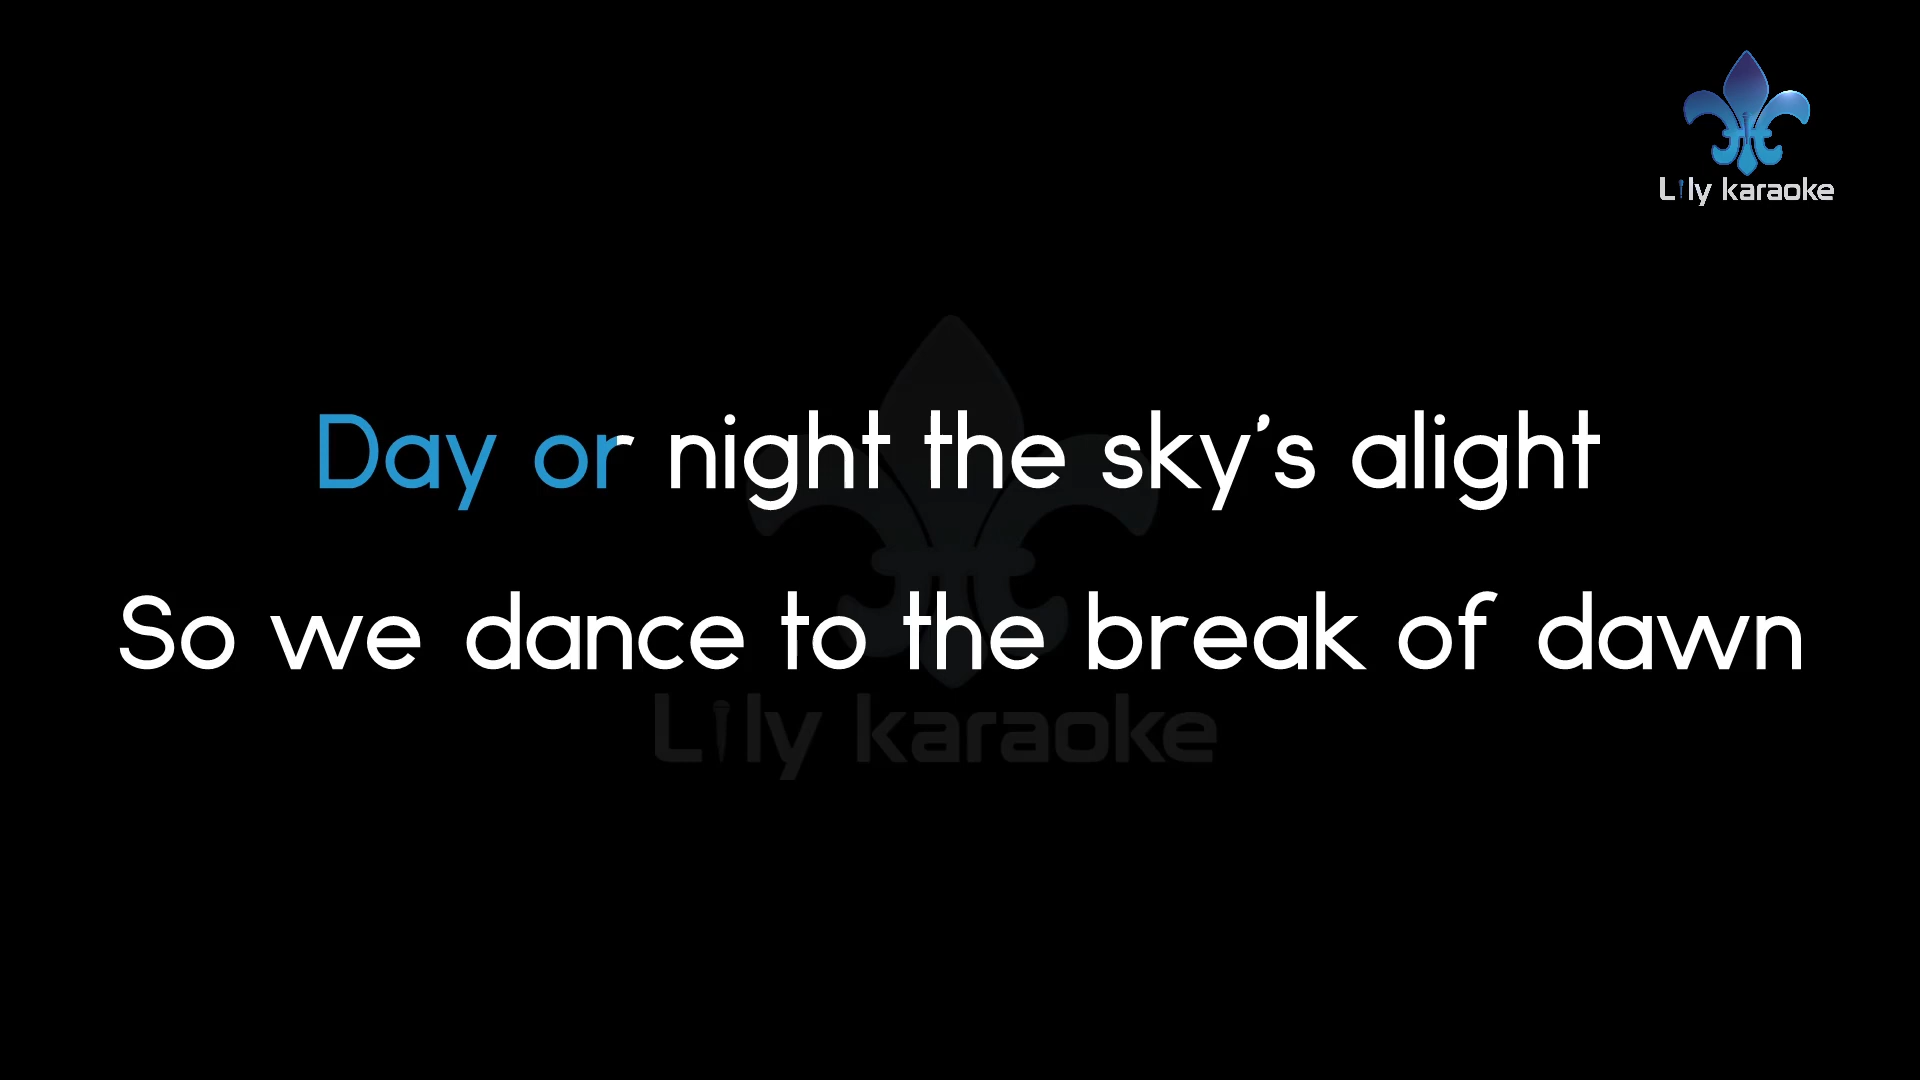 Lily karaoke
Day or night the sky's alight
So we dance to the break of dawn
Lily karaoke